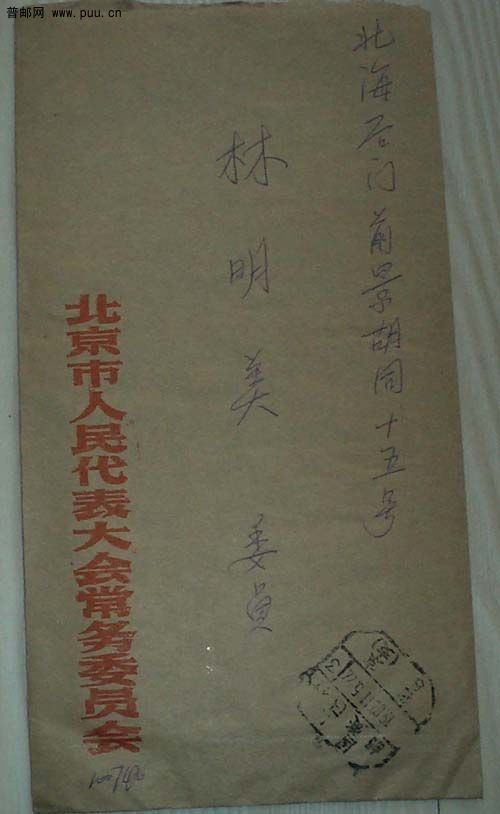 普邮网 www.puu.cn
北海后门前景胡同十五号
林明美 委员
北京市人民代表大会常务委员会